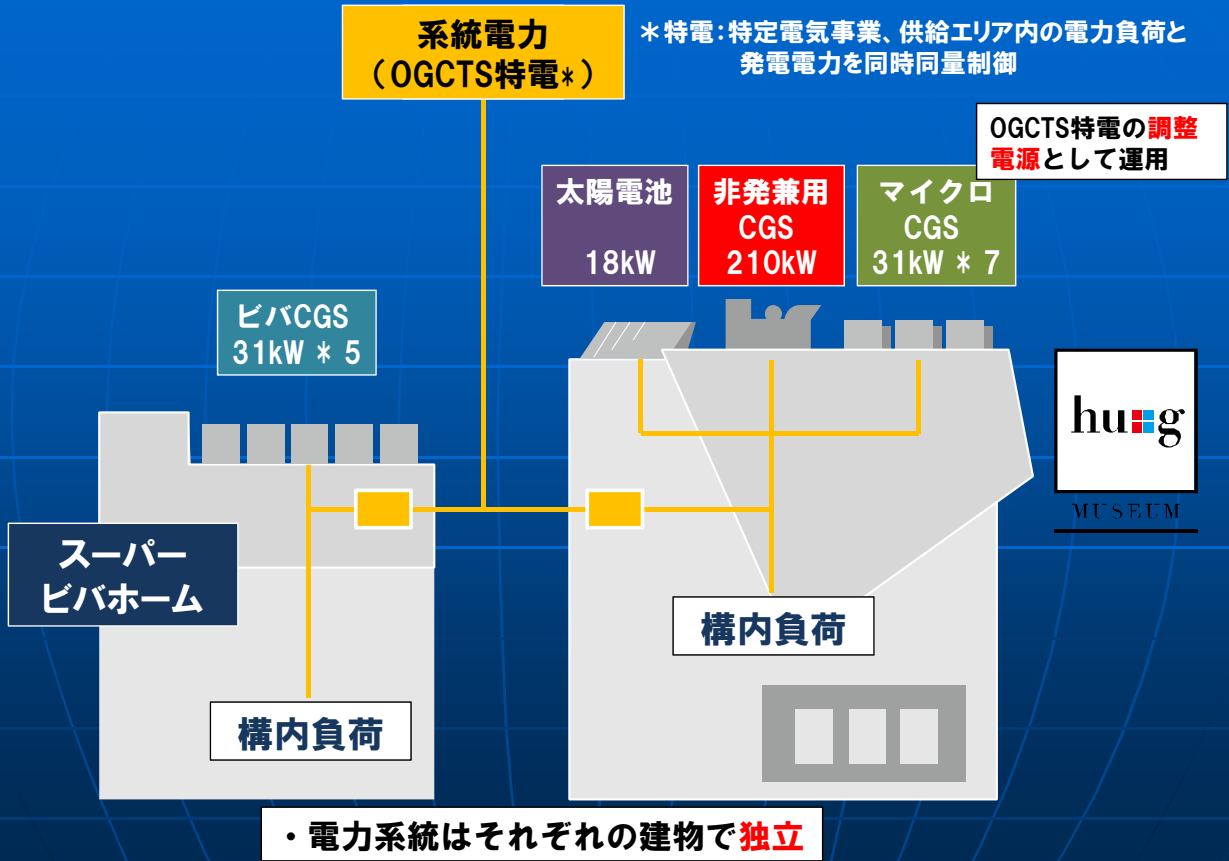 系統電力
(OGCTS特電*)
*特電:特定電気事業、供給エリア内の電力負荷と
発電電力を同時同量制御
OGCTS特電の調整
電源として運用
太陽電池
18kW
非発兼用
CGS
210kW
マイクロ
CGS
31kW * 7
ビバCGS
31kW * 5
hug
MUSEUM
スーパー
ビバホーム
構内負荷
構内負荷
・電力系統はそれぞれの建物で独立